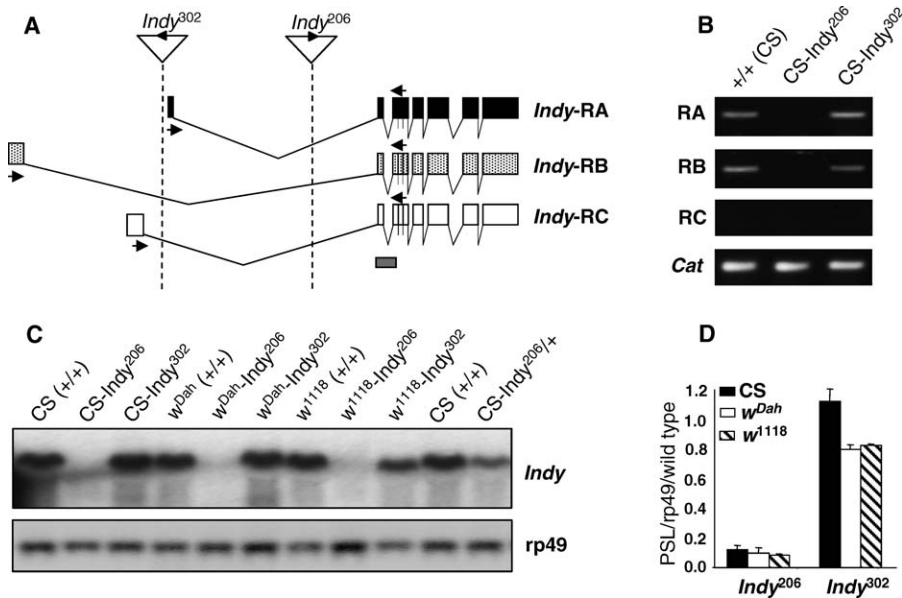 A
Indy302
Indy206
Indy-RA
Indy-RB
Indy-RC
B
+/+ (CS)
CS-Indy206
CS-Indy302
RA
RB
RC
Cat
C
CS (+/+)
CS-Indy206
CS-Indy302
wDah (+/+)
wDah-Indy206
wDah-Indy302
w1118 (+/+)
w1118-Indy206
w1118-Indy302
CS (+/+)
CS-Indy206/+
Indy
rp49
D
PSL/rp49/wild type
1.2
1.0
0.8
0.6
0.4
0.2
0
CS
wDah
w1118
Indy206
Indy302